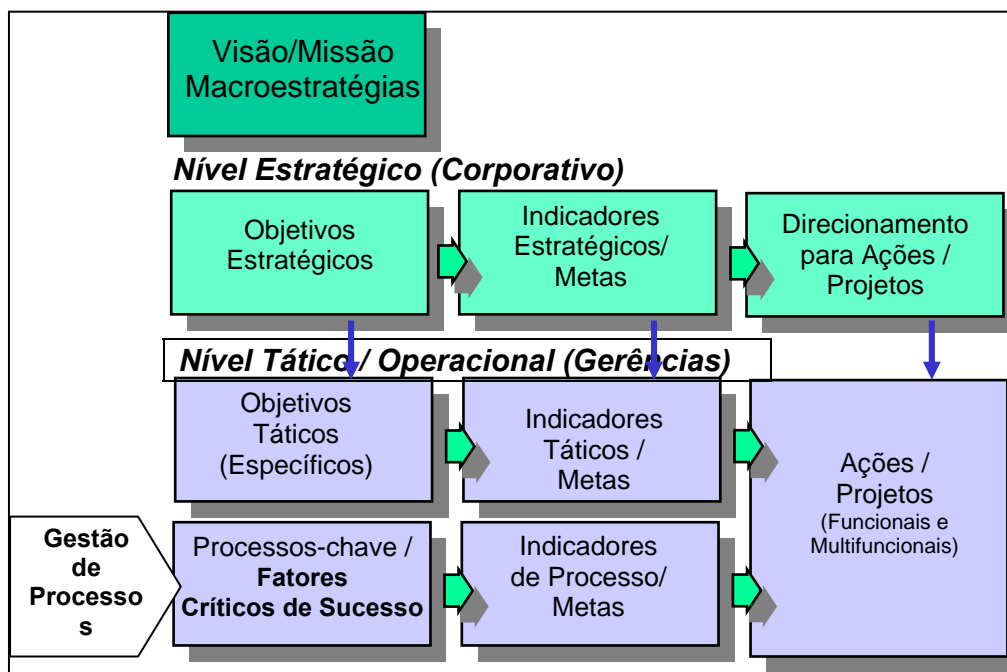 Visão/Missão
Macroestratégias
Nível Estratégico (Corporativo)
Objetivos
Estratégicos
Indicadores
Estratégicos/
Metas
Direcionamento
para Ações /
Projetos
Nível Tático / Operacional (Gerências)
Objetivos
Táticos
(Específicos)
Indicadores
Táticos /
Metas
Ações /
Projetos
(Funcionais e
Multifuncionais)
Gestão
de
Processo
s
Processos-chave /
Fatores
Críticos de Sucesso
Indicadores
de Processo/
Metas